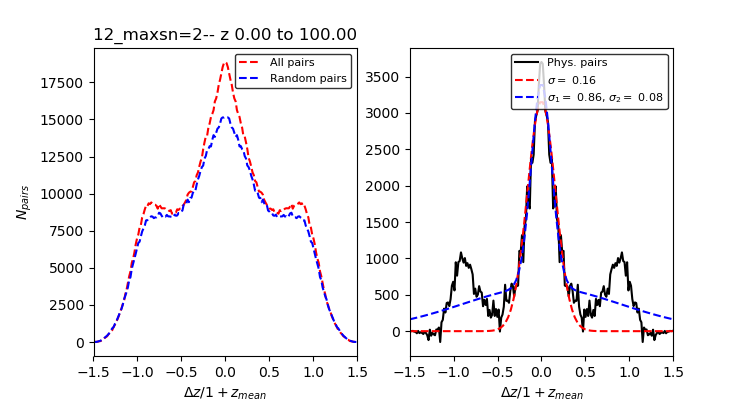 12_maxsn=2-- z 0.00 to 100.00
N_pairs
17500
15000
12500
10000
7500
5000
2500
0
All pairs
Random pairs
−1.5 −1.0 −0.5 0.0 0.5 1.0 1.5
Δz/1 + z_mean
3500
3000
2500
2000
1500
1000
500
0
Phys. pairs
σ = 0.16
σ₁ = 0.86, σ₂ = 0.08
−1.5 −1.0 −0.5 0.0 0.5 1.0 1.5
Δz/1 + z_mean